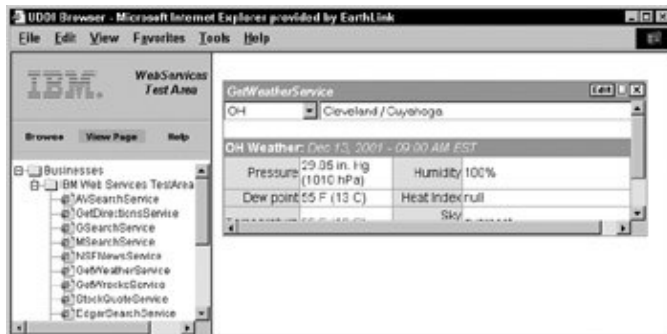 UDDI Browser - Microsoft Internet Explorer provided by EarthLink
File Edit View Favorites Tools Help
IBM.
WebServices
Test Area
Browse View Page Help
Businesses
IBM Web Services TestArea
AVSearchService
GetDirectionsService
GSearchService
MSearchService
NSFNewsService
GetWeatherService
GetWrocksService
StockQuoteService
EdgarSearchService
GetWeatherService
Edit
OH Cleveland / Cuyahoga
OH Weather: Dec 13, 2001 - 09:00 AM EST
Pressure 29.85 in. Hg
(1010 hPa)
Humidity 100%
Dew point 55 F (13 C) Heat Index null
Sky